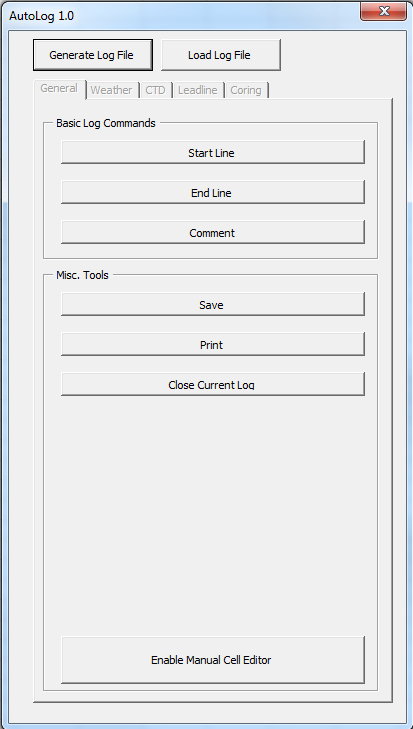 AutoLog 1.0
Generate Log File
Load Log File
General
Weather
CTD
Leadline
Coring
Basic Log Commands
Start Line
End Line
Comment
Misc. Tools
Save
Print
Close Current Log
Enable Manual Cell Editor